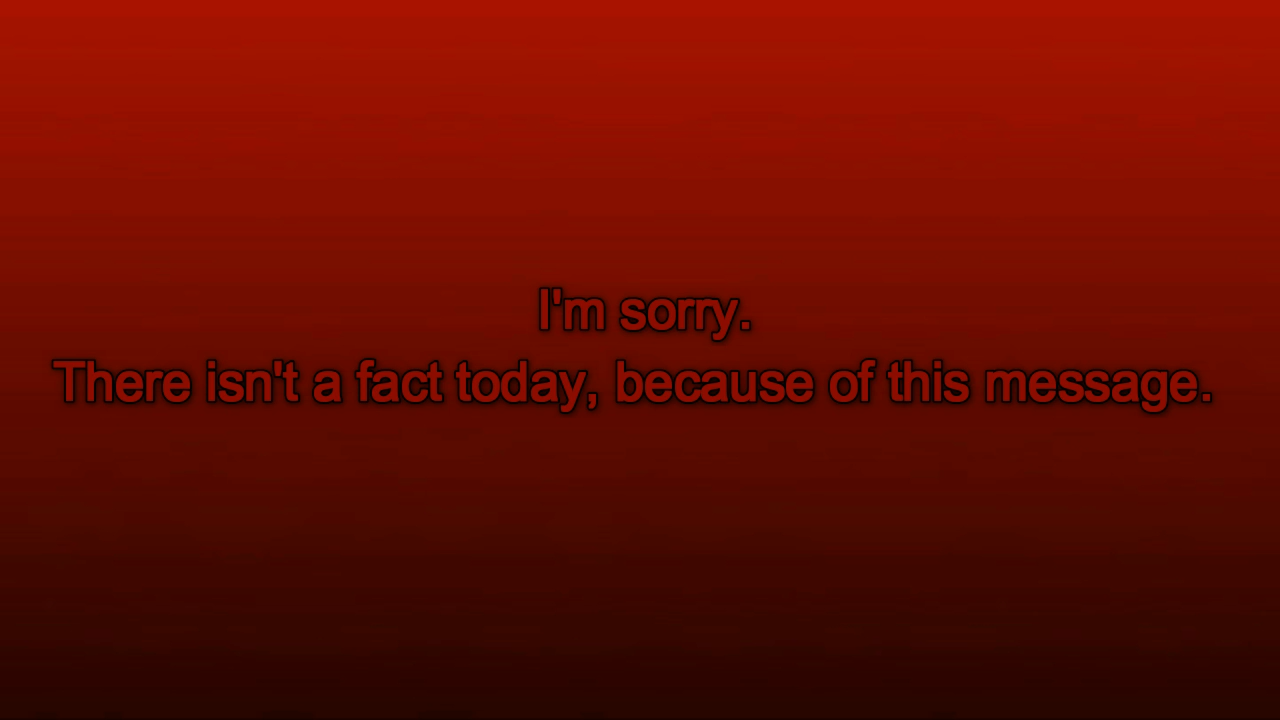 I'm sorry.
There isn't a fact today, because of this message.